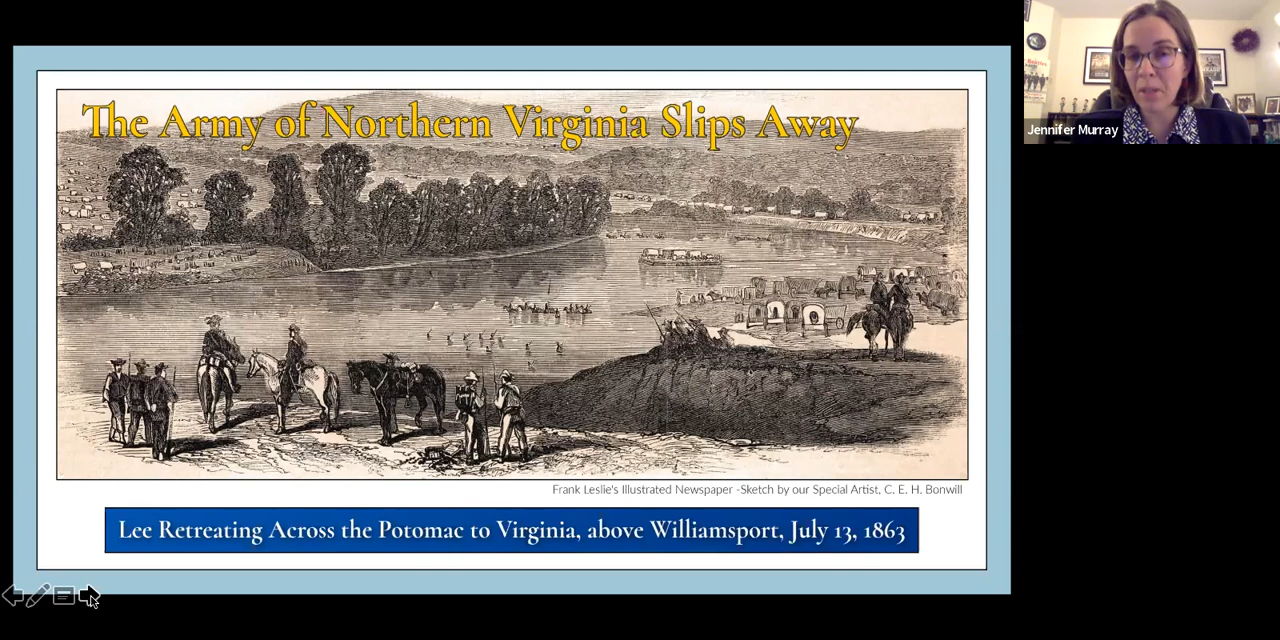 The Army of Northern Virginia Slips Away
Frank Leslie's Illustrated Newspaper -Sketch by our Special Artist, C. E. H. Bonwill
Lee Retreating Across the Potomac to Virginia, above Williamsport, July 13, 1863
Jennifer Murray